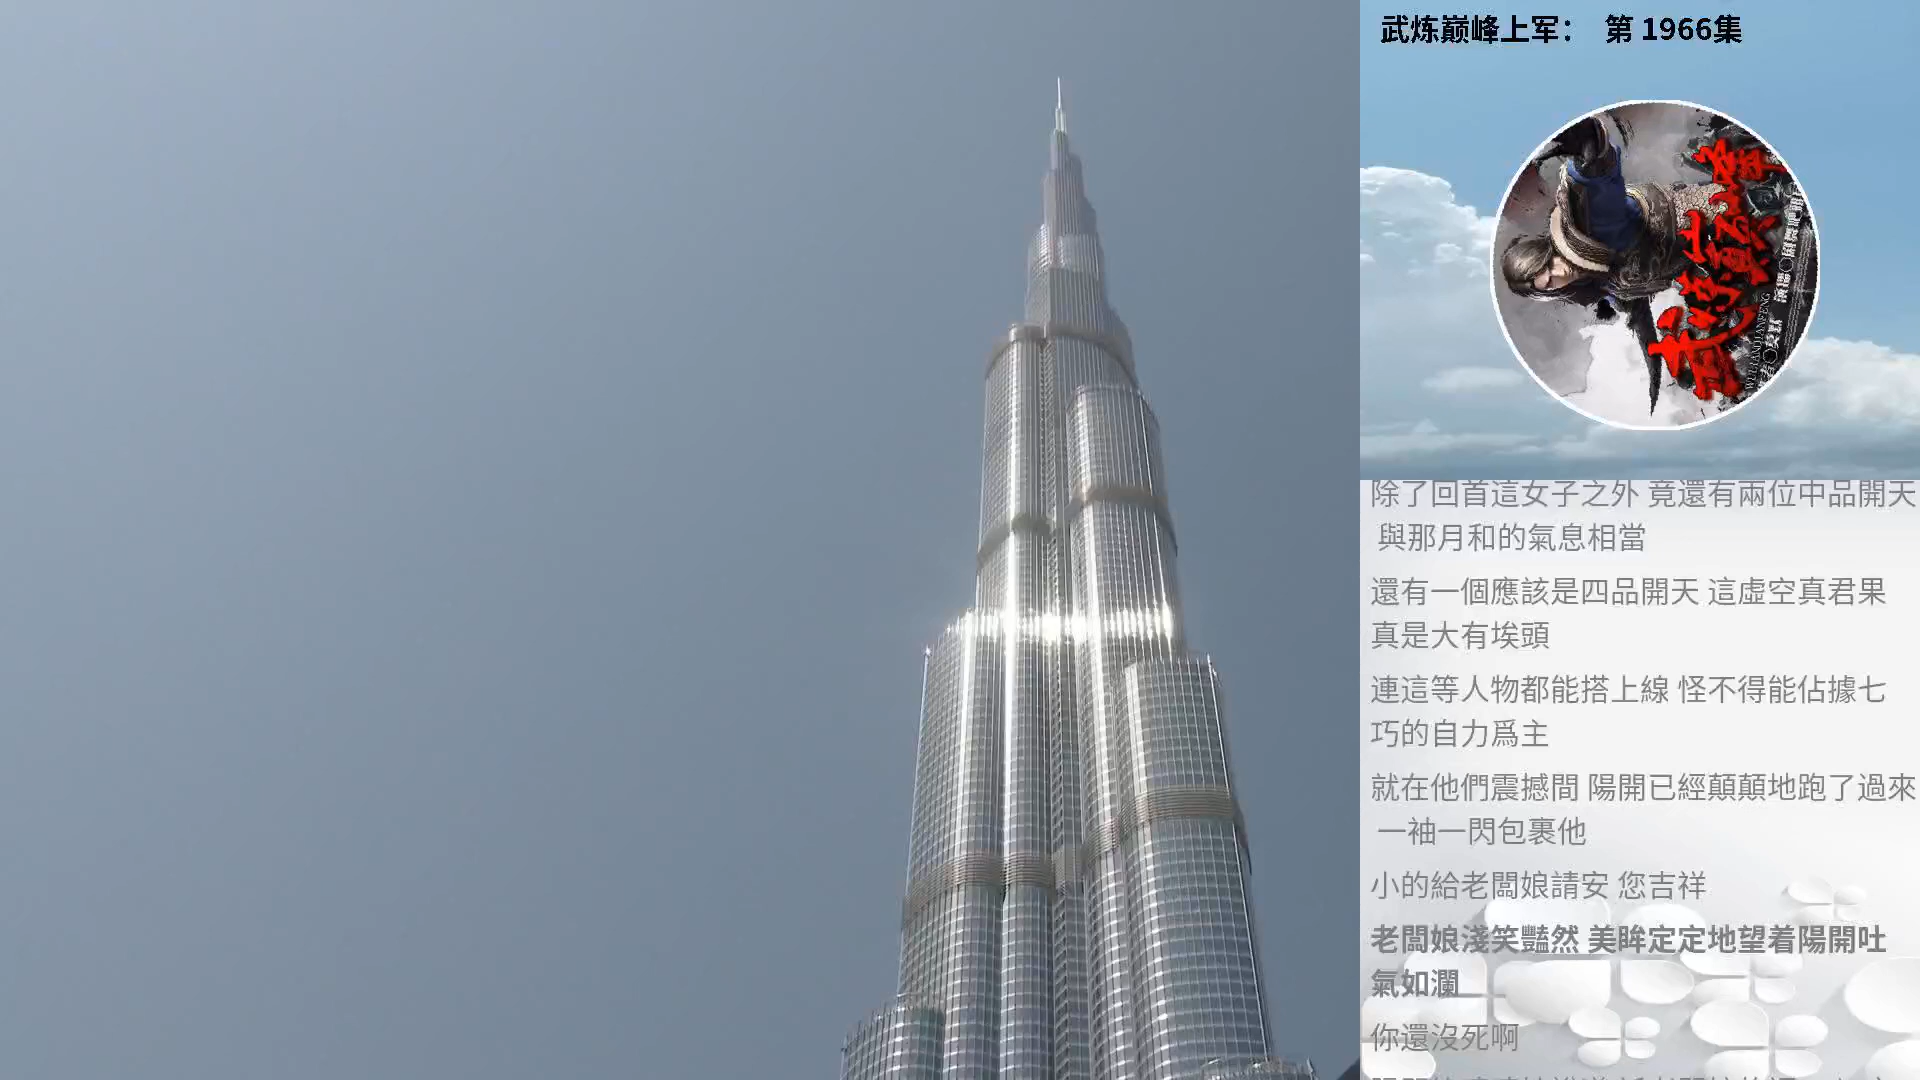 武炼巅峰上军： 第 1966集
武炼巅峰
除了回首這女子之外 竟還有兩位中品開天
與那月和的氣息相當
還有一個應該是四品開天 這虛空真君果
真是大有埃頭
連這等人物都能搭上線 怪不得能佔據七
巧的自力爲主
就在他們震撼間 陽開已經顛顛地跑了過來
一袖一閃包裹他
小的給老闆娘請安 您吉祥
老闆娘淺笑豔然 美眸定定地望着陽開吐
氣如瀾
你還沒死啊